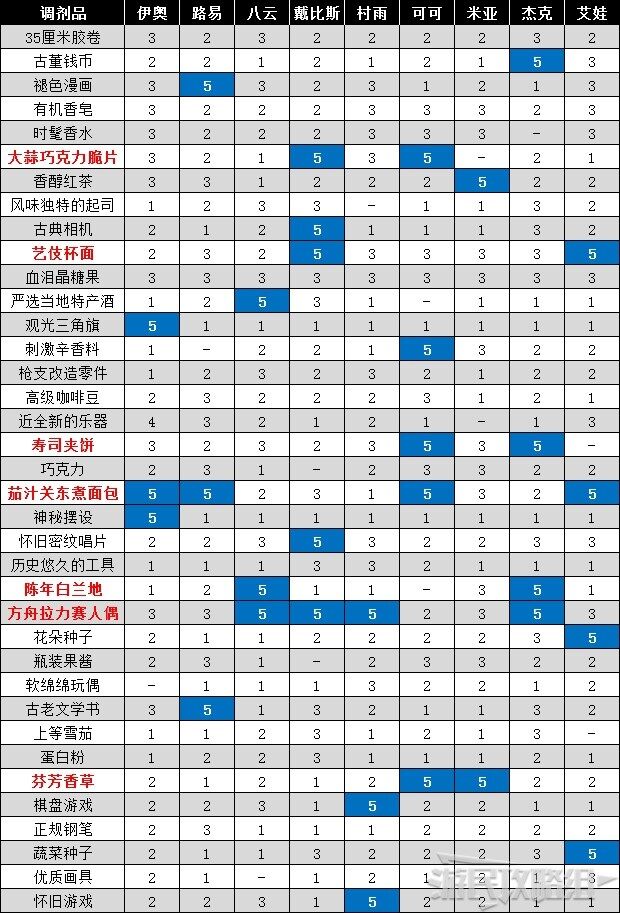 调剂品 伊奥 路易 八云 戴比斯 村雨 可可 米亚 杰克 艾娃
35厘米胶卷 3 2 3 2 2 2 2 3 2
古董钱币 2 2 1 2 1 2 1 5 3
褪色漫画 3 5 3 2 3 1 2 1 3
有机香皂 3 2 2 2 3 3 3 2 3
时髦香水 3 2 2 2 3 3 3 - 3
大蒜巧克力脆片 3 2 1 5 3 5 - 2 1
香醇红茶 3 3 1 2 2 2 5 2 2
风味独特的起司 1 2 3 3 - 1 1 3 2
古典相机 2 1 2 5 1 1 1 3 2
艺伎杯面 2 3 2 5 3 3 3 3 5
血泪晶糖果 3 3 3 3 3 3 3 3 3
严选当地特产酒 1 2 5 3 1 - 1 1 1
观光三角旗 5 1 1 1 1 1 1 1 1
刺激辛香料 1 - 2 2 1 5 3 2 2
枪支改造零件 1 2 3 2 3 2 1 2 2
高级咖啡豆 2 3 2 2 2 3 1 2 1
近全新的乐器 4 3 2 1 2 1 - 1 3
寿司夹饼 3 2 3 2 3 5 3 5 -
巧克力 2 3 1 - 2 3 3 2 2
茄汁关东煮面包 5 5 2 3 1 5 3 2 5
神秘摆设 5 1 1 1 1 1 1 1 1
怀旧密纹唱片 2 2 3 5 3 2 2 3 3
历史悠久的工具 1 1 3 3 3 2 2 3 2
陈年白兰地 1 2 5 1 1 - 3 5 1
方舟拉力赛人偶 3 3 5 5 5 2 3 5 3
花朵种子 2 1 1 2 2 2 2 3 5
瓶装果酱 2 3 1 - 2 3 3 2 2
软绵绵玩偶 - 1 1 1 3 2 2 1 2
古老文学书 3 5 1 3 2 1 1 3 2
上等雪茄 1 1 2 3 1 2 1 3 -
蛋白粉 1 2 2 3 1 1 1 2 1
芬芳香草 2 1 2 1 2 5 5 2 2
棋盘游戏 2 2 3 1 5 2 2 1 1
正规钢笔 2 3 1 1 1 2 2 2 2
蔬菜种子 2 1 1 3 2 2 2 3 5
优质画具 2 1 - 1 2 1 2 1 3
怀旧游戏 2 2 3 1 5 2 2 1 1
游民攻略组